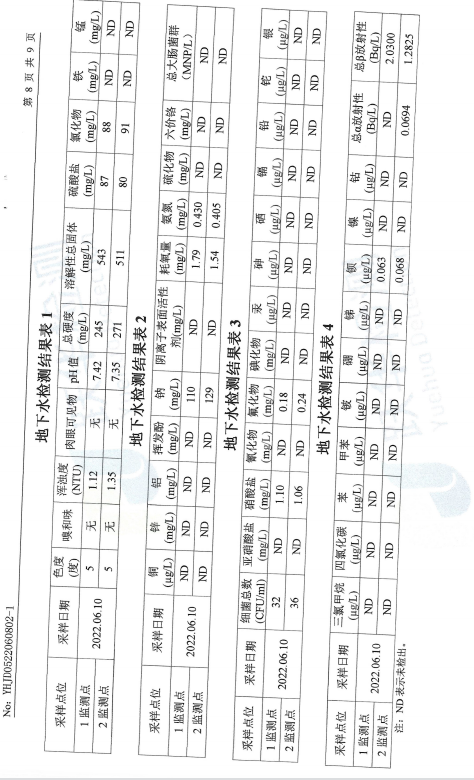 No: YHJD0522060802-1
第 8 页 共 9 页
地下水检测结果表 1
采样点位 采样日期 色度(度) 嗅和味 浑浊度(NTU) 肉眼可见物 pH值 总硬度(mg/L) 溶解性总固体(mg/L) 硫酸盐(mg/L) 氯化物(mg/L) 铁(mg/L) 锰(mg/L)
1 监测点 2022.06.10 5 无 1.12 无 7.42 245 543 87 88 ND ND
2 监测点 5 无 1.35 无 7.35 271 511 80 91 ND ND
地下水检测结果表 2
采样点位 采样日期 铜(μg/L) 锌(mg/L) 铝(mg/L) 挥发酚(mg/L) 钠(mg/L) 阴离子表面活性剂(mg/L) 耗氧量(mg/L) 氨氮(mg/L) 硫化物(mg/L) 六价铬(mg/L) 总大肠菌群(MNP/L)
1 监测点 2022.06.10 ND ND ND ND 110 ND 1.79 0.430 ND ND ND
2 监测点 ND ND ND ND 129 ND 1.54 0.405 ND ND ND
地下水检测结果表 3
采样点位 采样日期 细菌总数(CFU/ml) 亚硝酸盐(mg/L) 硝酸盐(mg/L) 氰化物(mg/L) 氟化物(mg/L) 碘化物(mg/L) 汞(μg/L) 砷(μg/L) 硒(μg/L) 镉(μg/L) 铅(μg/L) 铊(μg/L) 银(μg/L)
1 监测点 2022.06.10 32 ND 1.10 ND 0.18 ND ND ND ND ND ND ND ND
2 监测点 36 ND 1.06 ND 0.24 ND ND ND ND ND ND ND ND
地下水检测结果表 4
采样点位 采样日期 三氯甲烷(μg/L) 四氯化碳(μg/L) 苯(μg/L) 甲苯(μg/L) 铍(μg/L) 硼(μg/L) 锑(μg/L) 钡(μg/L) 镍(μg/L) 钴(μg/L) 总α放射性(Bq/L) 总β放射性(Bq/L)
1 监测点 2022.06.10 ND ND ND ND ND ND ND 0.063 ND ND ND 2.0300
2 监测点 ND ND ND ND ND ND ND 0.068 ND ND 0.0694 1.2825
注: ND 表示未检出。